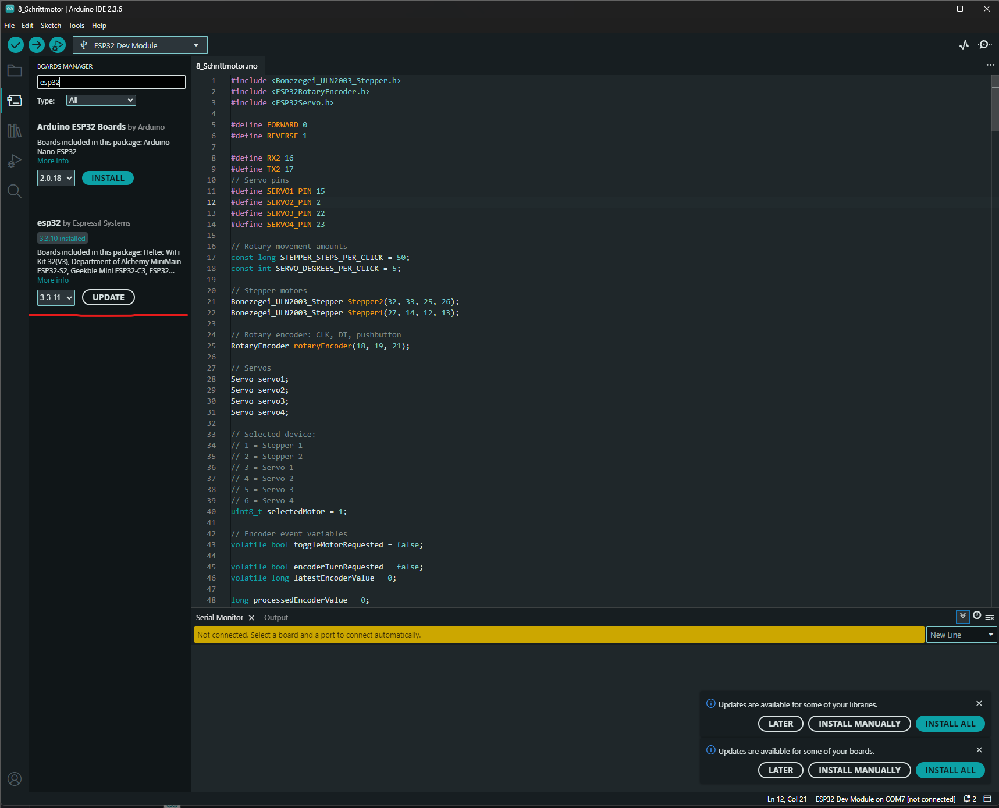 8_Schrittmotor | Arduino IDE 2.3.6
File Edit Sketch Tools Help
ESP32 Dev Module
BOARDS MANAGER
esp32
Type: All
Arduino ESP32 Boards by Arduino
Boards included in this package: Arduino
Nano ESP32
More info
2.0.18- INSTALL
esp32 by Espressif Systems
3.3.10 installed
Boards included in this package: Heltec WiFi
Kit 32(V3), Department of Alchemy MiniMain
ESP32-S2, Geekble Mini ESP32-C3, ESP32...
More info
3.3.11 UPDATE
8_Schrittmotor.ino
1 #include <Bonezegei_ULN2003_Stepper.h>
2 #include <ESP32RotaryEncoder.h>
3 #include <ESP32Servo.h>
4
5 #define FORWARD 0
6 #define REVERSE 1
7
8 #define RX2 16
9 #define TX2 17
10 // Servo pins
11 #define SERVO1_PIN 15
12 #define SERVO2_PIN 2
13 #define SERVO3_PIN 22
14 #define SERVO4_PIN 23
15
16 // Rotary movement amounts
17 const long STEPPER_STEPS_PER_CLICK = 50;
18 const int SERVO_DEGREES_PER_CLICK = 5;
19
20 // Stepper motors
21 Bonezegei_ULN2003_Stepper Stepper2(32, 33, 25, 26);
22 Bonezegei_ULN2003_Stepper Stepper1(27, 14, 12, 13);
23
24 // Rotary encoder: CLK, DT, pushbutton
25 RotaryEncoder rotaryEncoder(18, 19, 21);
26
27 // Servos
28 Servo servo1;
29 Servo servo2;
30 Servo servo3;
31 Servo servo4;
32
33 // Selected device:
34 // 1 = Stepper 1
35 // 2 = Stepper 2
36 // 3 = Servo 1
37 // 4 = Servo 2
38 // 5 = Servo 3
39 // 6 = Servo 4
40 uint8_t selectedMotor = 1;
41
42 // Encoder event variables
43 volatile bool toggleMotorRequested = false;
44
45 volatile bool encoderTurnRequested = false;
46 volatile long latestEncoderValue = 0;
47
48 long processedEncoderValue = 0;
Serial Monitor Output
Not connected. Select a board and a port to connect automatically.
New Line
Updates are available for some of your libraries.
LATER INSTALL MANUALLY INSTALL ALL
Updates are available for some of your boards.
LATER INSTALL MANUALLY INSTALL ALL
Ln 12, Col 21 ESP32 Dev Module on COM7 [not connected] 2